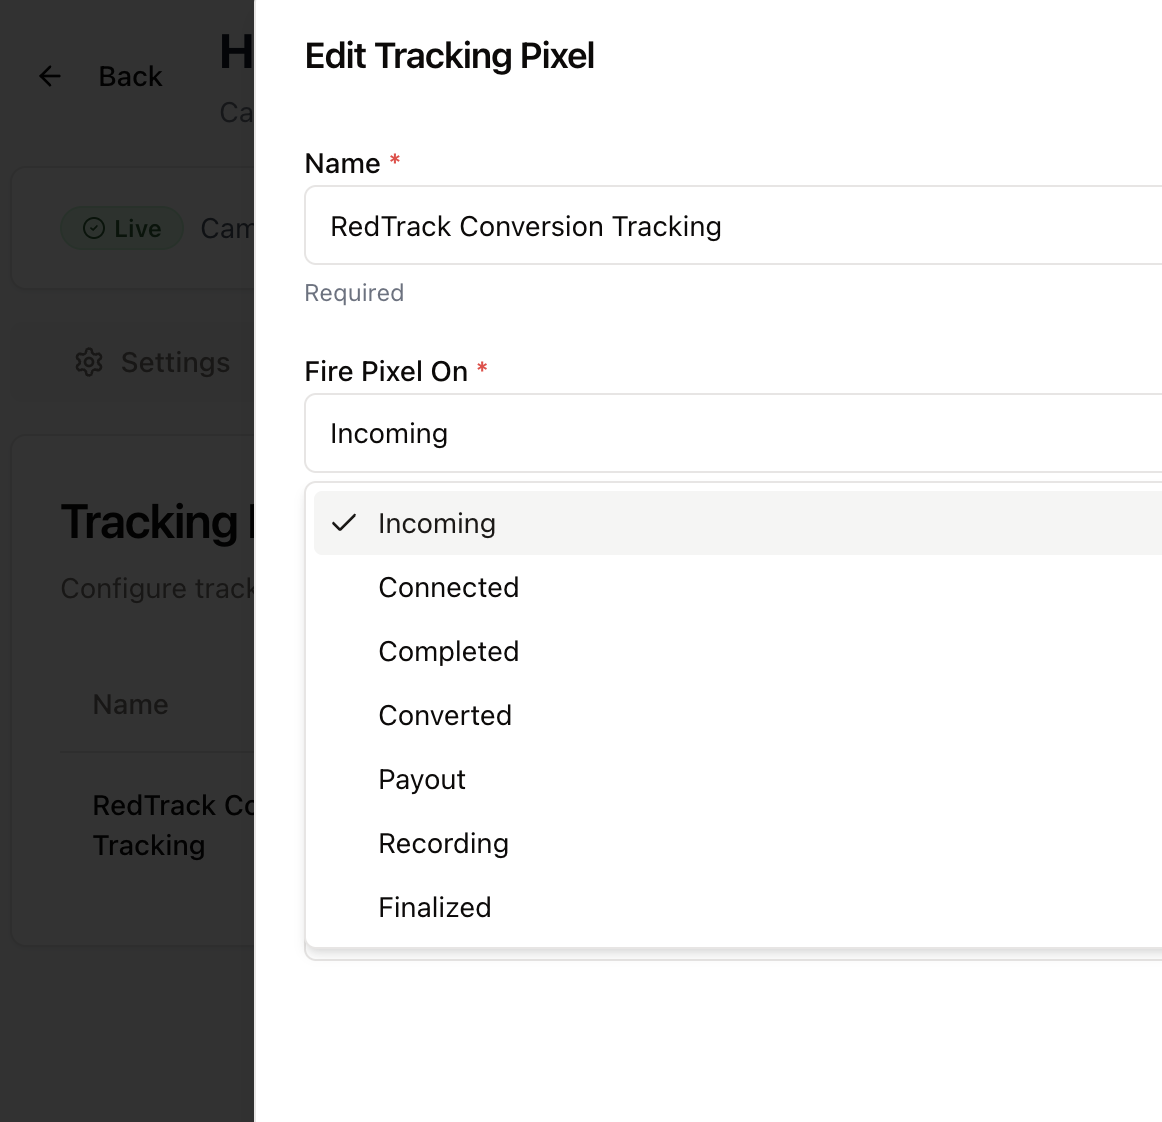 Back
H
Ca
Live
Cam
Settings
Tracking
Configure track
Name
RedTrack Co
Tracking
Edit Tracking Pixel
Name *
RedTrack Conversion Tracking
Required
Fire Pixel On *
Incoming
Incoming
Connected
Completed
Converted
Payout
Recording
Finalized